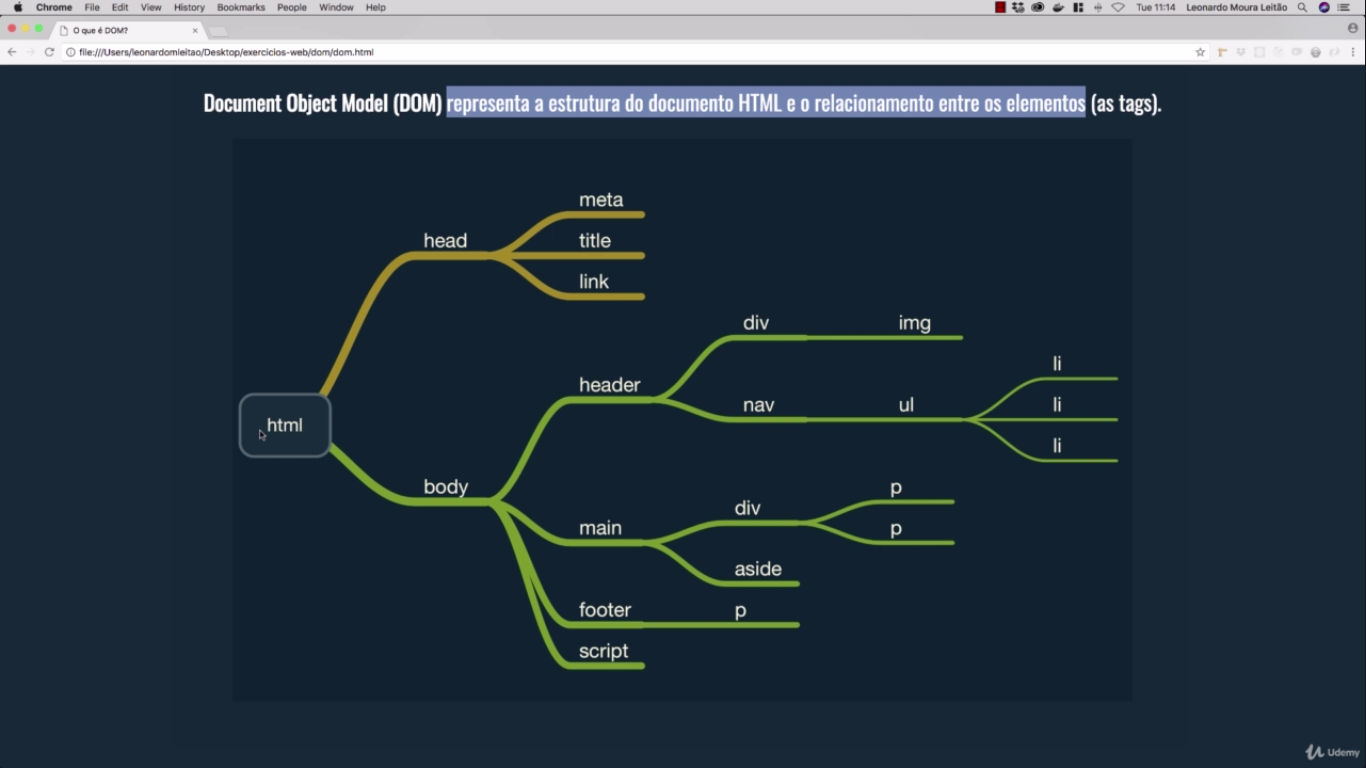 Chrome File Edit View History Bookmarks People Window Help Tue 11:14 Leonardo Moura Leitão
O que é DOM?
file:///Users/leonardomleitao/Desktop/exercicios-web/dom/dom.html
Document Object Model (DOM) representa a estrutura do documento HTML e o relacionamento entre os elementos (as tags).
meta
head title
link
div img
li
header
nav ul li
html
li
body
p
div
main
p
aside
footer p
script
Udemy